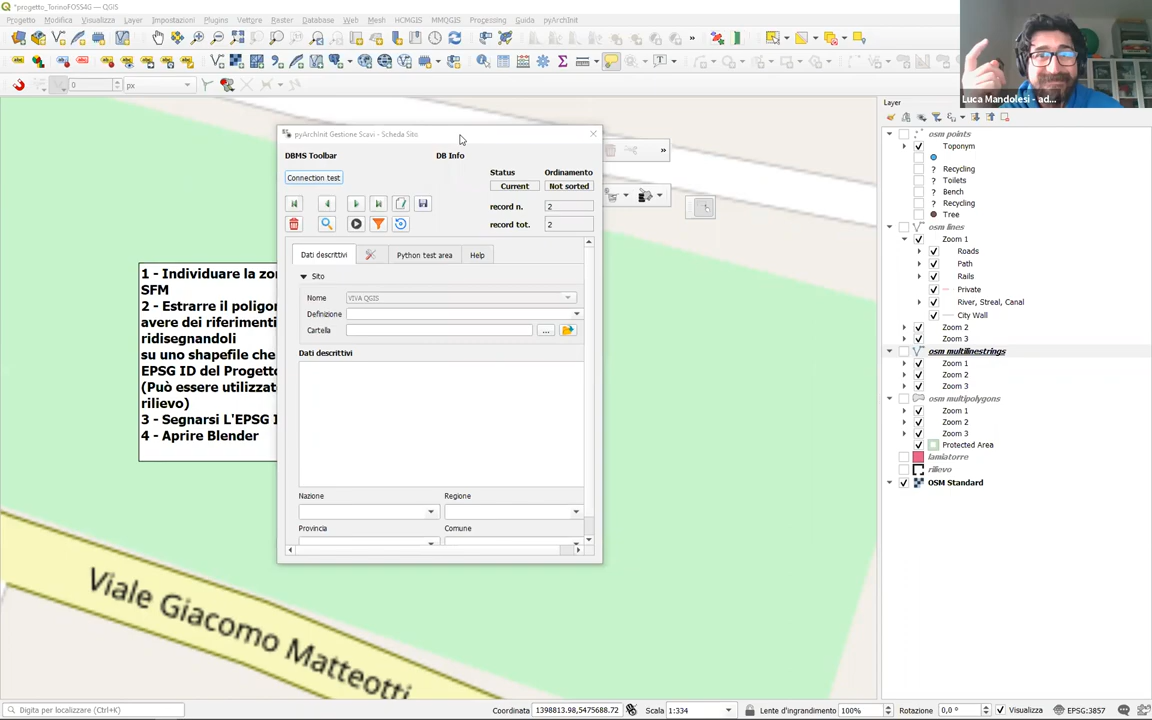 *progetto_TorinoFOSS4G — QGIS
Progetto Modifica Visualizza Layer Impostazioni Plugins Vettore Raster Database Web Mesh HCMGIS MMQGIS Processing Guida pyArchInit
0 px
Luca Mandolesi - ad...
1 - Individuare la zon
SFM
2 - Estrarre il poligon
avere dei riferimenti
ridisegnandoli
su uno shapefile che
EPSG ID del Progetto
(Può essere utilizzato
rilievo)
3 - Segnarsi L'EPSG I
4 - Aprire Blender
pyArchInit Gestione Scavi - Scheda Sito
DBMS Toolbar
DB Info
Connection test
Status
Ordinamento
Current
Not sorted
record n. 2
record tot. 2
Dati descrittivi
Python test area
Help
Sito
Nome VIVA QGIS
Definizione
Cartella
...
Dati descrittivi
Nazione
Regione
Provincia
Comune
Viale Giacomo Matteotti
Layer
osm points
Toponym
? Recycling
? Toilets
? Bench
? Recycling
Tree
osm lines
Zoom 1
Roads
Path
Rails
Private
River, Streal, Canal
City Wall
Zoom 2
Zoom 3
osm multilinestrings
Zoom 1
Zoom 2
Zoom 3
osm multipolygons
Zoom 1
Zoom 2
Zoom 3
Protected Area
lamiatorre
rilievo
OSM Standard
Digita per localizzare (Ctrl+K)
Coordinata 1398813.98,5475688.72
Scala 1:334
Lente d'ingrandimento 100%
Rotazione 0,0 °
Visualizza
EPSG:3857